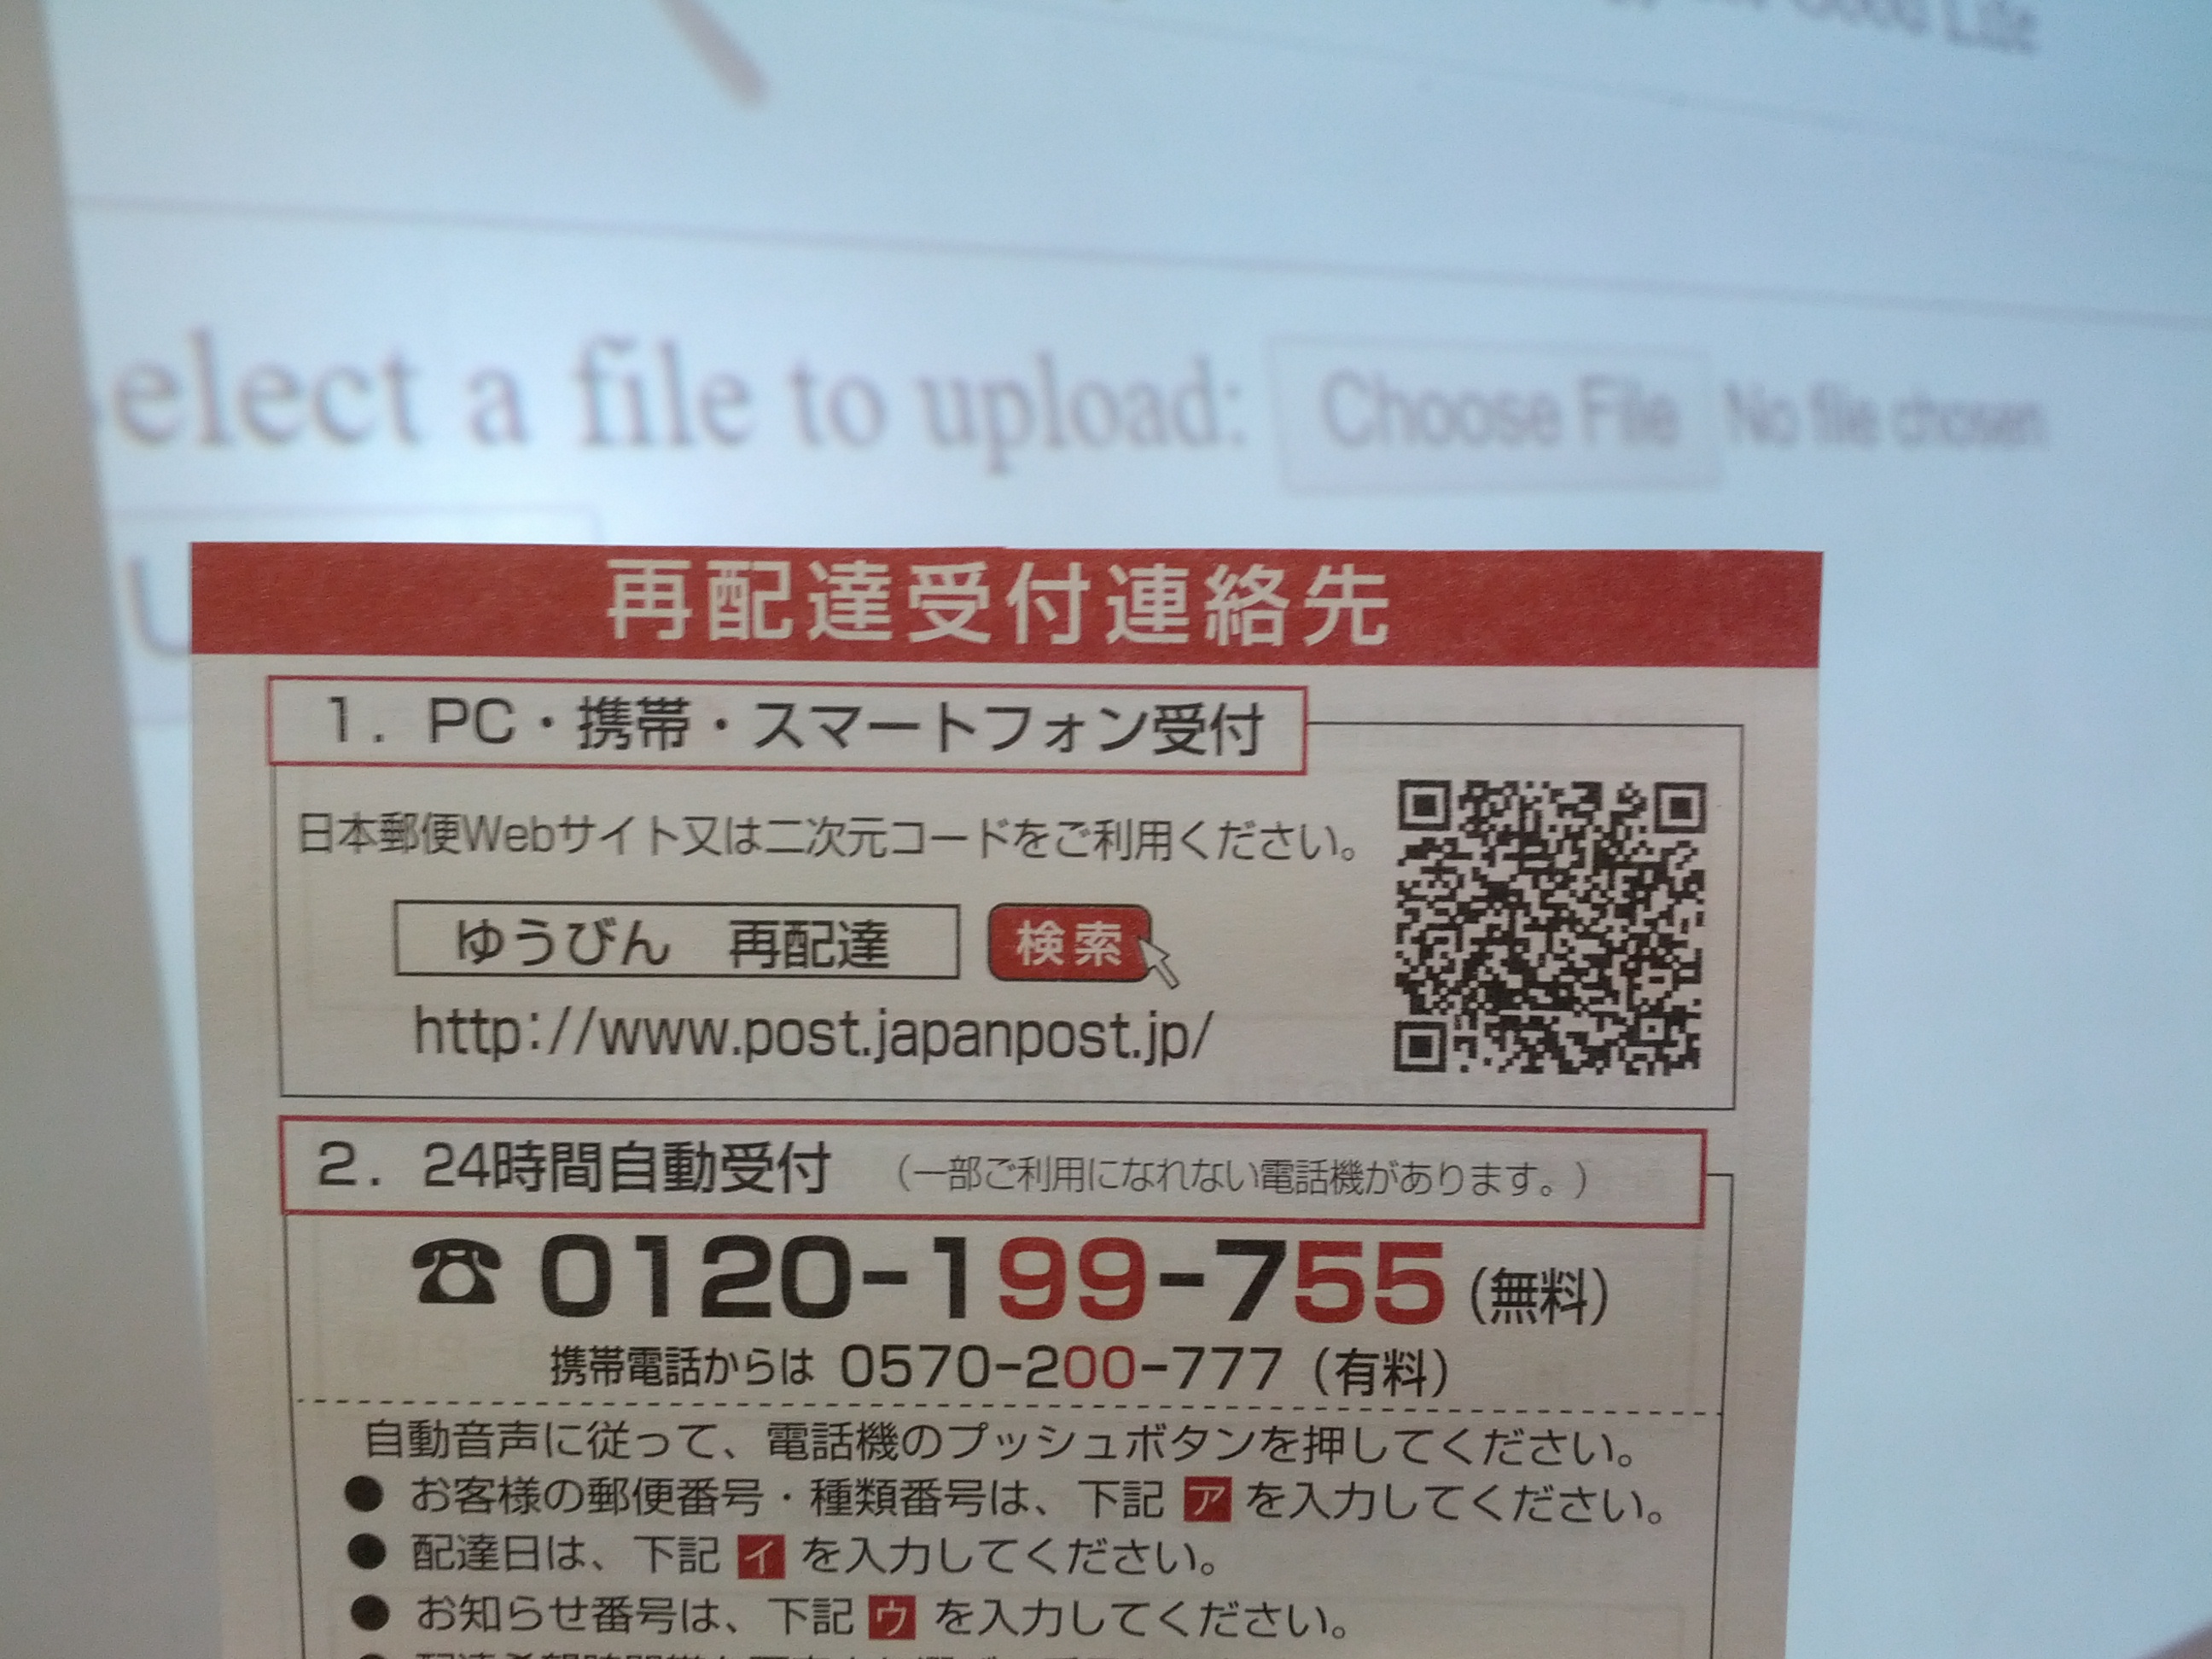 Good Life
elect a file to upload: Choose File No file chosen
再配達受付連絡先
1. PC・携帯・スマートフォン受付
日本郵便Webサイト又は二次元コードをご利用ください。
ゆうびん 再配達 検索
http://www.post.japanpost.jp/
2. 24時間自動受付 (一部ご利用になれない電話機があります。)
☎ 0120-199-755 (無料)
携帯電話からは 0570-200-777 (有料)
自動音声に従って、電話機のプッシュボタンを押してください。
● お客様の郵便番号・種類番号は、下記 ア を入力してください。
● 配達日は、下記 イ を入力してください。
● お知らせ番号は、下記 ウ を入力してください。